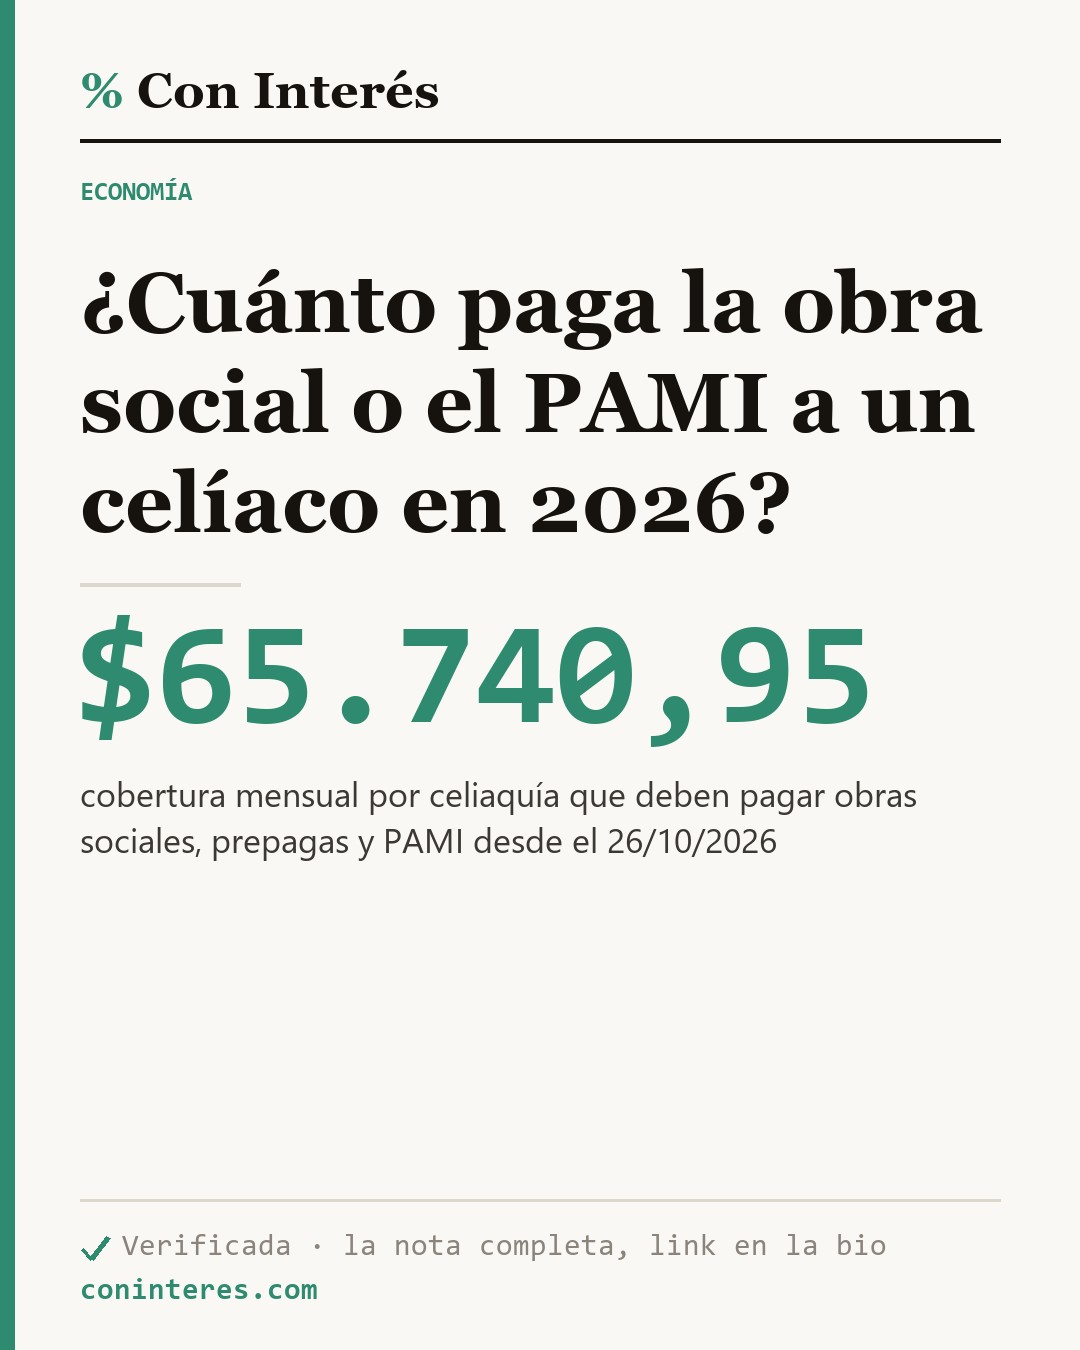 % Con Interés
ECONOMÍA
¿Cuánto paga la obra
social o el PAMI a un
celíaco en 2026?
$65.740,95
cobertura mensual por celiaquía que deben pagar obras
sociales, prepagas y PAMI desde el 26/10/2026
✓ Verificada · la nota completa, link en la bio
coninteres.com